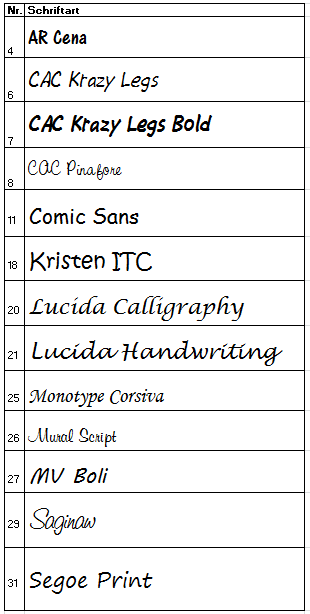 Nr. Schriftart
4 AR Cena
6 CAC Krazy Legs
7 CAC Krazy Legs Bold
8 CAC Pinafore
11 Comic Sans
18 Kristen ITC
20 Lucida Calligraphy
21 Lucida Handwriting
25 Monotype Corsiva
26 Mural Script
27 MV Boli
29 Saginaw
31 Segoe Print